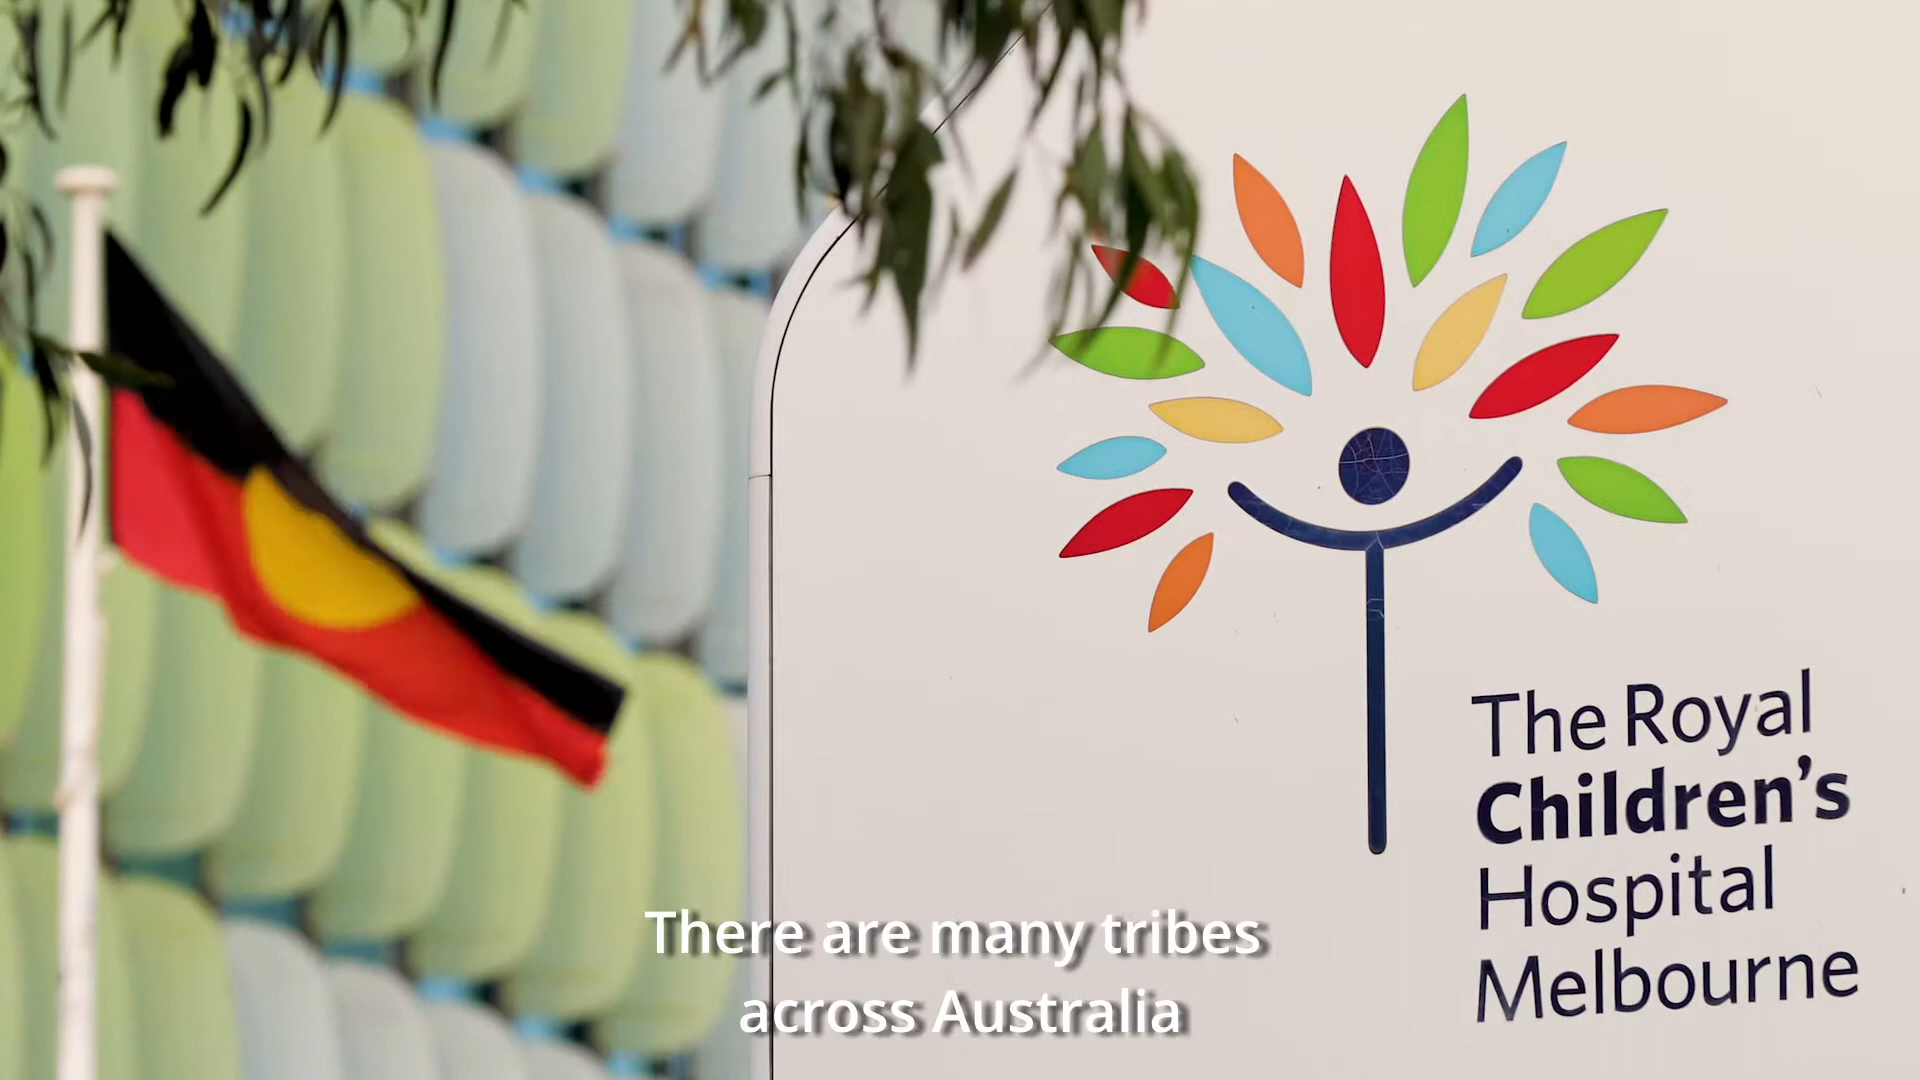 The Royal
Children's
Hospital
Melbourne
There are many tribes
across Australia